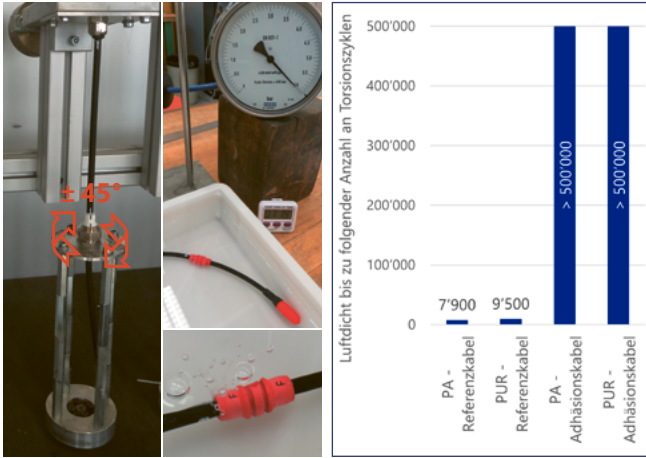 ± 45°
bar
F
F
Luftdicht bis zu folgender Anzahl an Torsionszyklen
500’000
400’000
300’000
200’000
100’000
0
7’900
9’500
> 500’000
> 500’000
PA -
Referenzkabel
PUR -
Referenzkabel
PA -
Adhäsionskabel
PUR -
Adhäsionskabel